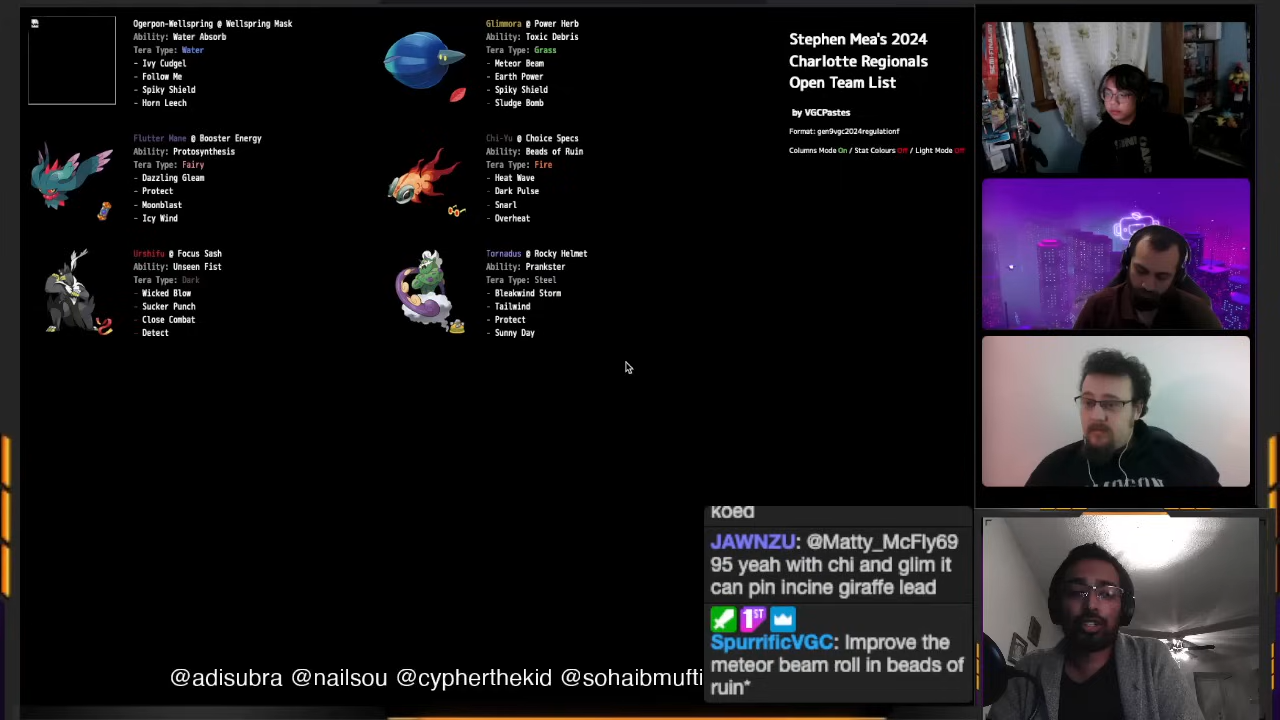 Ogerpon-Wellspring @ Wellspring Mask
Ability: Water Absorb
Tera Type: Water
- Ivy Cudgel
- Follow Me
- Spiky Shield
- Horn Leech
Glimmora @ Power Herb
Ability: Toxic Debris
Tera Type: Grass
- Meteor Beam
- Earth Power
- Spiky Shield
- Sludge Bomb
Flutter Mane @ Booster Energy
Ability: Protosynthesis
Tera Type: Fairy
- Dazzling Gleam
- Protect
- Moonblast
- Icy Wind
Chi-Yu @ Choice Specs
Ability: Beads of Ruin
Tera Type: Fire
- Heat Wave
- Dark Pulse
- Snarl
- Overheat
Urshifu @ Focus Sash
Ability: Unseen Fist
Tera Type: Dark
- Wicked Blow
- Sucker Punch
- Close Combat
- Detect
Tornadus @ Rocky Helmet
Ability: Prankster
Tera Type: Steel
- Bleakwind Storm
- Tailwind
- Protect
- Sunny Day
Stephen Mea's 2024
Charlotte Regionals
Open Team List
by VGCPastes
Format: gen9vgc2024regulationf
Columns Mode On / Stat Colours Off / Light Mode Off
koed
JAWNZU: @Matty_McFly69
95 yeah with chi and glim it
can pin incine giraffe lead
1ST
SpurrificVGC: Improve the
meteor beam roll in beads of
ruin*
@adisubra @nailsou @cypherthekid @sohaibmufti